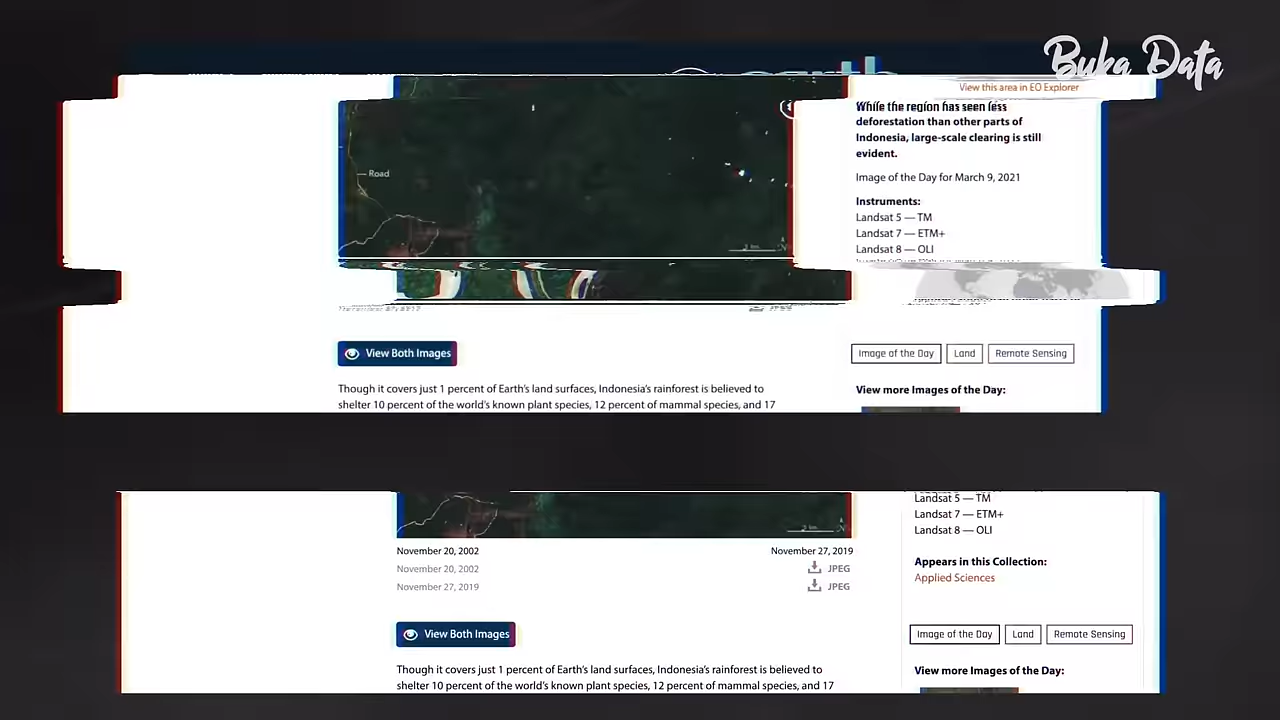 Buka Data
earth
View this area in EO Explorer
While the region has seen less
deforestation than other parts of
Indonesia, large-scale clearing is still
evident.
Road
Image of the Day for March 9, 2021
Instruments:
Landsat 5 — TM
Landsat 7 — ETM+
Landsat 8 — OLI
2 km
N
View Both Images
Image of the Day
Land
Remote Sensing
Though it covers just 1 percent of Earth's land surfaces, Indonesia's rainforest is believed to
shelter 10 percent of the world's known plant species, 12 percent of mammal species, and 17
View more Images of the Day:
Landsat 5 — TM
Landsat 7 — ETM+
Landsat 8 — OLI
2 km
N
November 20, 2002
November 27, 2019
November 20, 2002
JPEG
November 27, 2019
JPEG
Appears in this Collection:
Applied Sciences
View Both Images
Image of the Day
Land
Remote Sensing
Though it covers just 1 percent of Earth's land surfaces, Indonesia's rainforest is believed to
shelter 10 percent of the world's known plant species, 12 percent of mammal species, and 17
View more Images of the Day: